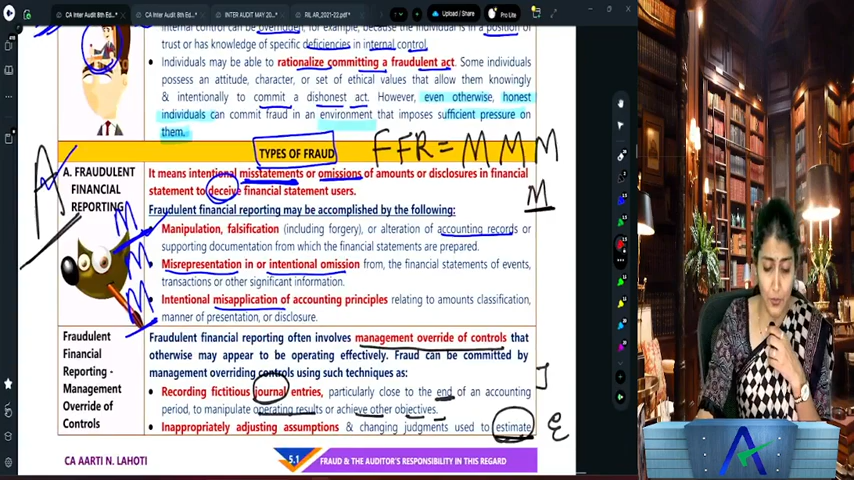 CA Inter Audit 8th Ed
CA Inter Audit 8th Ed
INTER AUDIT MAY 20
RIL AR_2021-22.pdf
Upload / Share
Pro Lite
internal control can be overridden, for example, because the individual is in a position of
trust or has knowledge of specific deficiencies in internal control.
• Individuals may be able to rationalize committing a fraudulent act. Some individuals
possess an attitude, character, or set of ethical values that allow them knowingly
& intentionally to commit a dishonest act. However, even otherwise, honest
individuals can commit fraud in an environment that imposes sufficient pressure on
them.
TYPES OF FRAUD
FFR = M M M
M
A
A. FRAUDULENT
FINANCIAL
REPORTING
It means intentional misstatements or omissions of amounts or disclosures in financial
statement to deceive financial statement users.
Fraudulent financial reporting may be accomplished by the following:
M
• Manipulation, falsification (including forgery), or alteration of accounting records or
supporting documentation from which the financial statements are prepared.
M
• Misrepresentation in or intentional omission from, the financial statements of events,
transactions or other significant information.
M
• Intentional misapplication of accounting principles relating to amounts classification,
manner of presentation, or disclosure.
Fraudulent
Financial
Reporting -
Management
Override of
Controls
Fraudulent financial reporting often involves management override of controls that
otherwise may appear to be operating effectively. Fraud can be committed by
management overriding controls using such techniques as:
• Recording fictitious journal entries, particularly close to the end of an accounting
period, to manipulate operating results or achieve other objectives.
J
• Inappropriately adjusting assumptions & changing judgments used to estimate
E
CA AARTI N. LAHOTI
5.1
FRAUD & THE AUDITOR'S RESPONSIBILITY IN THIS REGARD